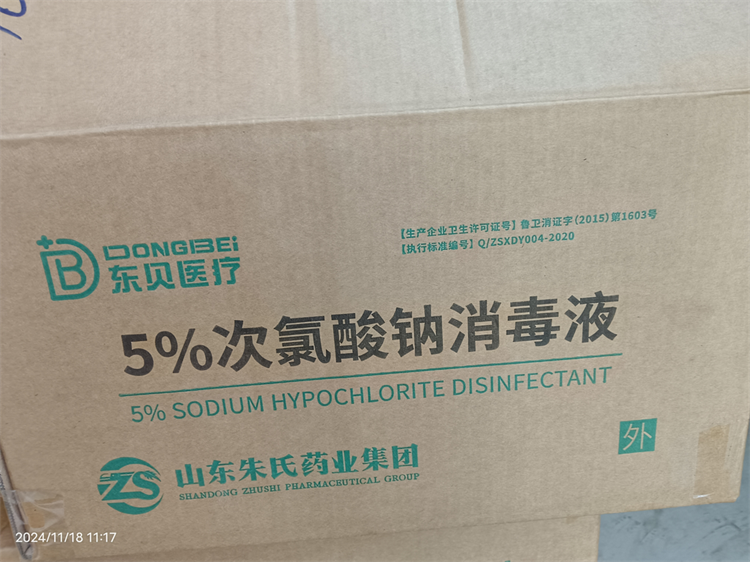 DONGBEI
东贝医疗
【生产企业卫生许可证号】鲁卫消证字(2015)第1603号
【执行标准编号】Q/ZSXDY004-2020
5%次氯酸钠消毒液
5% SODIUM HYPOCHLORITE DISINFECTANT
外
ZS
山东朱氏药业集团
SHANDONG ZHUSHI PHARMACEUTICAL GROUP
2024/11/18 11:17